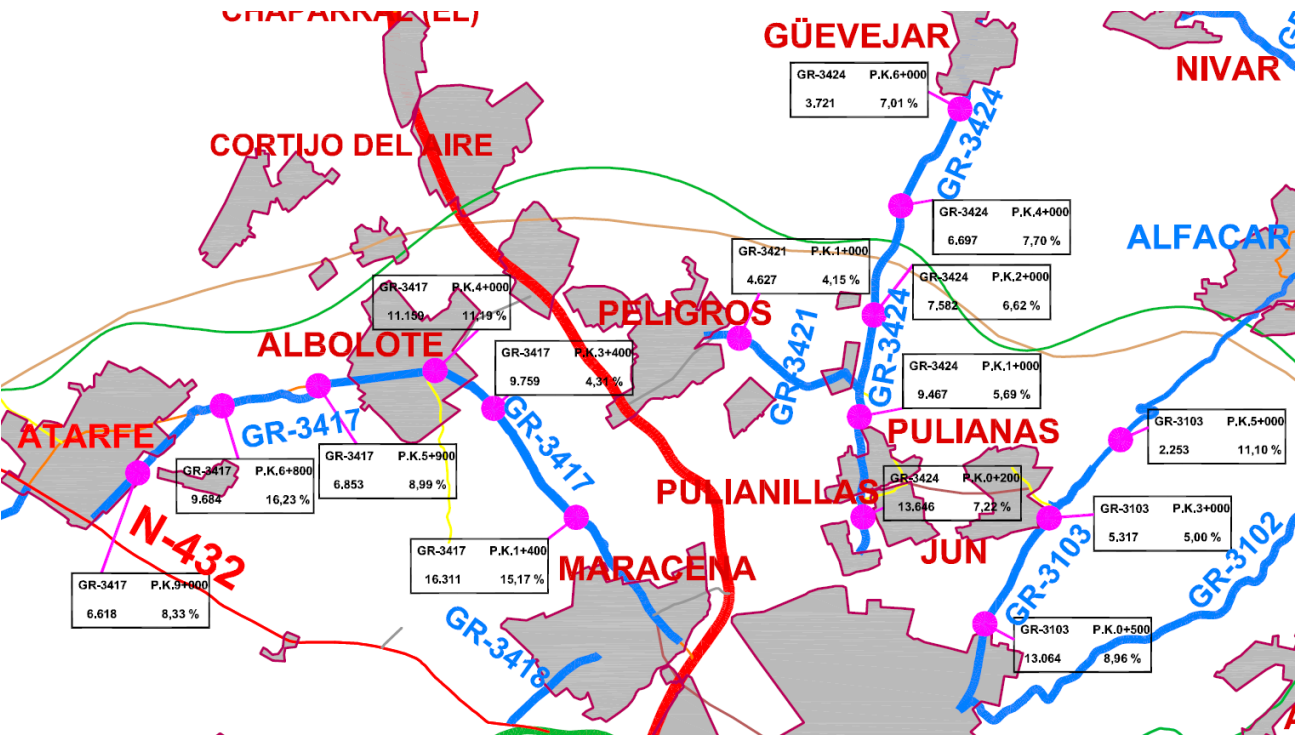 CHAPARRAL (EL)
GÜEVEJAR
NIVAR
GR-3424 P.K.6+000
3.721 7,01 %
GR-3424
CORTIJO DEL AIRE
GR-3424 P.K.4+000
6.697 7,70 %
ALFACAR
GR-3421 P.K.1+000
4.627 4,15 %
GR-3424 P.K.2+000
7.582 6,62 %
GR-3417 P.K.4+000
11.159 11,19 %
PELIGROS
GR-3424
GR-3421
ALBOLOTE
GR-3417 P.K.3+400
9.759 4,31 %
GR-3424 P.K.1+000
9.467 5,69 %
GR-3417
GR-3417
ATARFE
PULIANAS
GR-3103 P.K.5+000
2.253 11,10 %
GR-3417 P.K.6+800
9.684 16,23 %
GR-3417 P.K.5+900
6.853 8,99 %
PULIANILLAS
GR-3424 P.K.0+200
13.646 7,22 %
GR-3103 P.K.3+000
5.317 5,00 %
N-432
GR-3417 P.K.1+400
16.311 15,17 %
JUN
MARACENA
GR-3103
GR-3102
GR-3417 P.K.9+000
6.618 8,33 %
GR-3418
GR-3103 P.K.0+500
13.064 8,96 %